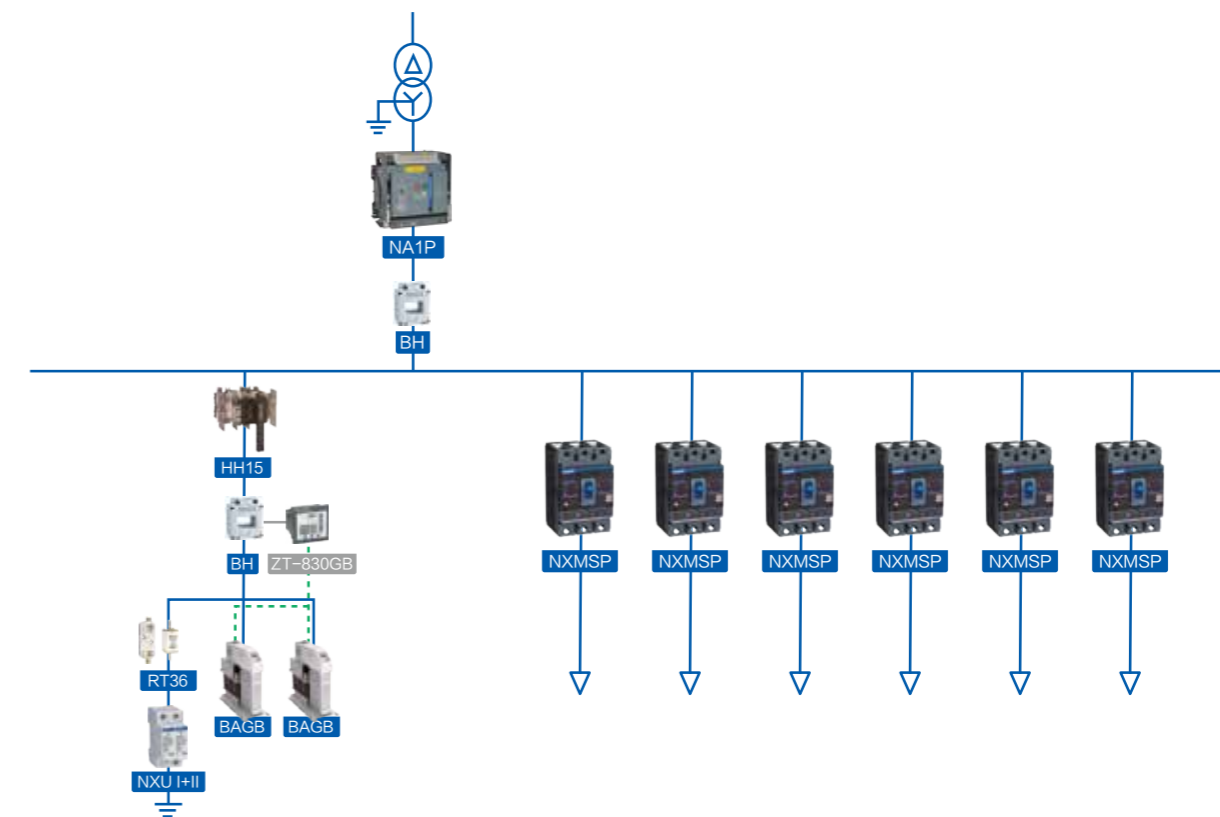 NA1P
BH
HH15
BH
ZT-830GB
NXMSP
NXMSP
NXMSP
NXMSP
NXMSP
NXMSP
RT36
BAGB
BAGB
NXU I+II